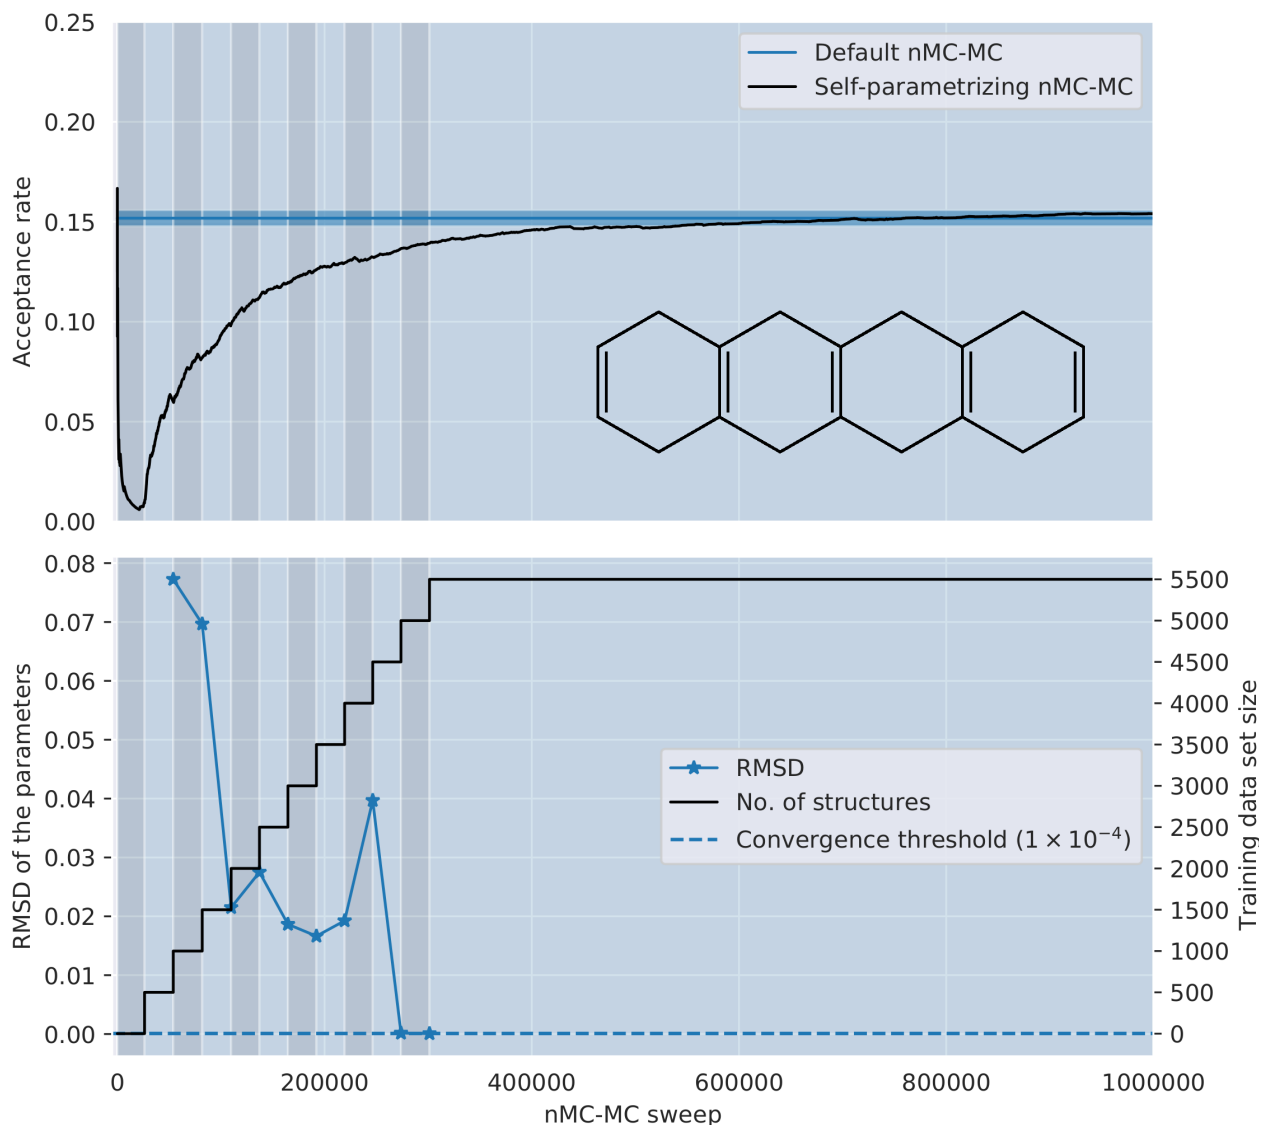 0.25
0.20
0.15
0.10
0.05
0.00
Acceptance rate
Default nMC-MC
Self-parametrizing nMC-MC
0.08
0.07
0.06
0.05
0.04
0.03
0.02
0.01
0.00
RMSD of the parameters
RMSD
No. of structures
Convergence threshold (1 × 10⁻⁴)
5500
5000
4500
4000
3500
3000
2500
2000
1500
1000
500
0
Training data set size
0 200000 400000 600000 800000 1000000
nMC-MC sweep